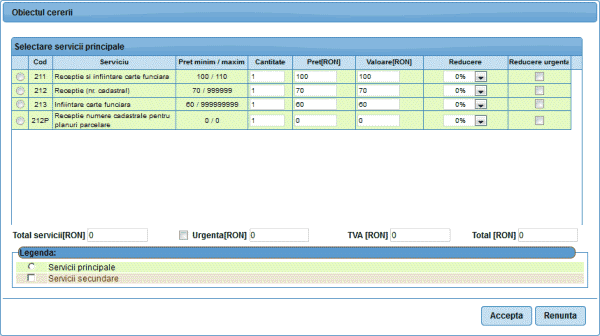 Obiectul cererii
Selectare servicii principale
Cod Serviciu Pret minim / maxim Cantitate Pret[RON] Valoare[RON] Reducere Reducere urgenta
211 Receptie si infiintare carte funciara 100 / 110 1 100 100 0%
212 Receptie (nr. cadastral) 70 / 999999 1 70 70 0%
213 Infiintare carte funciara 60 / 999999999 1 60 60 0%
212P Receptie numere cadastrale pentru planuri parcelare 0 / 0 1 0 0 0%
Total servicii[RON] 0 Urgenta[RON] 0 TVA [RON] 0 Total [RON] 0
Legenda:
Servicii principale
Servicii secundare
Accepta Renunta